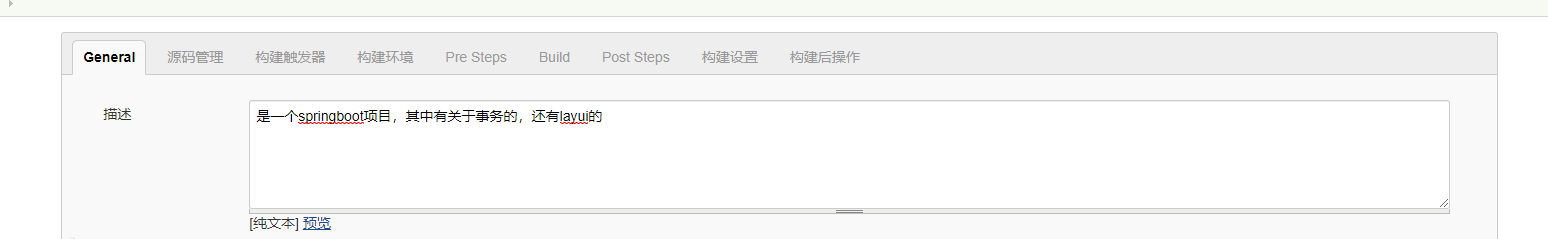 General 源码管理 构建触发器 构建环境 Pre Steps Build Post Steps 构建设置 构建后操作
描述 是一个springboot项目，其中有关于事务的，还有layui的
[纯文本] 预览